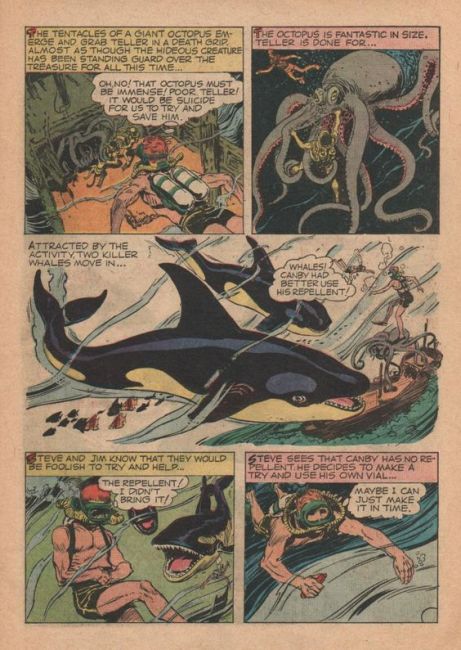 THE TENTACLES OF A GIANT OCTOPUS EM-
ERGE AND GRAB TELLER IN A DEATH GRIP,
ALMOST AS THOUGH THE HIDEOUS CREATURE
HAS BEEN STANDING GUARD OVER THE
TREASURE FOR ALL THIS TIME...
OH, NO! THAT OCTOPUS MUST
BE IMMENSE! POOR TELLER!
IT WOULD BE SUICIDE
FOR US TO TRY AND
SAVE HIM.
THE OCTOPUS IS FANTASTIC IN SIZE.
TELLER IS DONE FOR...
ATTRACTED BY THE
ACTIVITY, TWO KILLER
WHALES MOVE IN...
WHALES!
CANBY HAD
BETTER USE
HIS REPELLENT!
STEVE AND JIM KNOW THAT THEY WOULD
BE FOOLISH TO TRY AND HELP...
THE REPELLENT!
I DIDN'T
BRING IT!
STEVE SEES THAT CANBY HAS NO RE-
PELLENT. HE DECIDES TO MAKE A
TRY AND USE HIS OWN VIAL...
MAYBE I CAN
JUST MAKE
IT IN TIME.